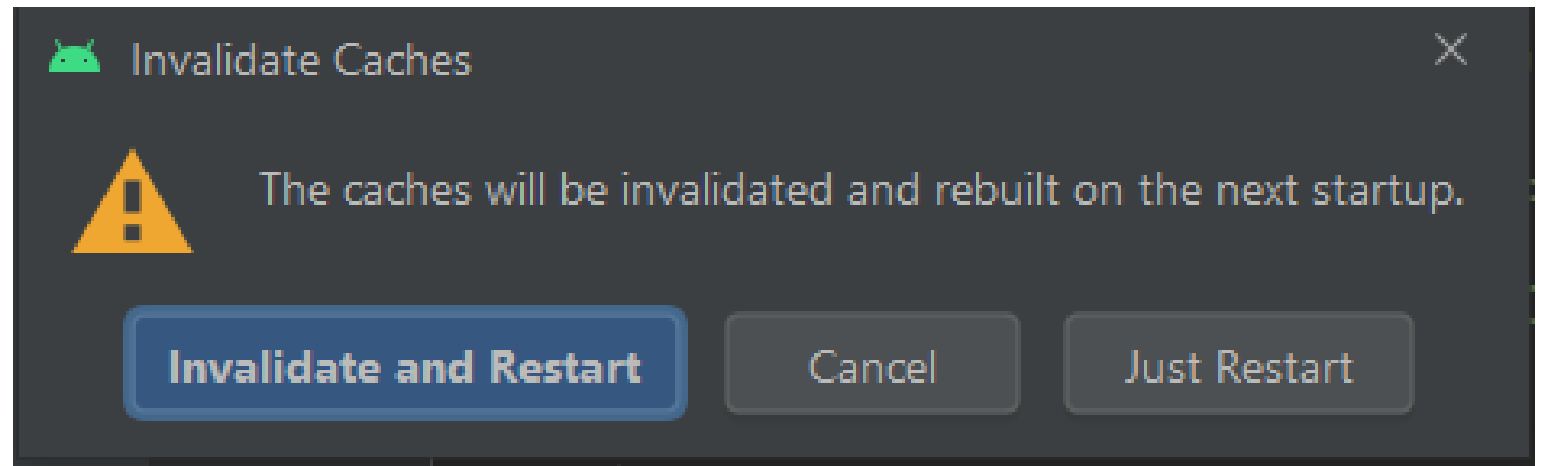 Invalidate Caches
The caches will be invalidated and rebuilt on the next startup.
Invalidate and Restart Cancel Just Restart